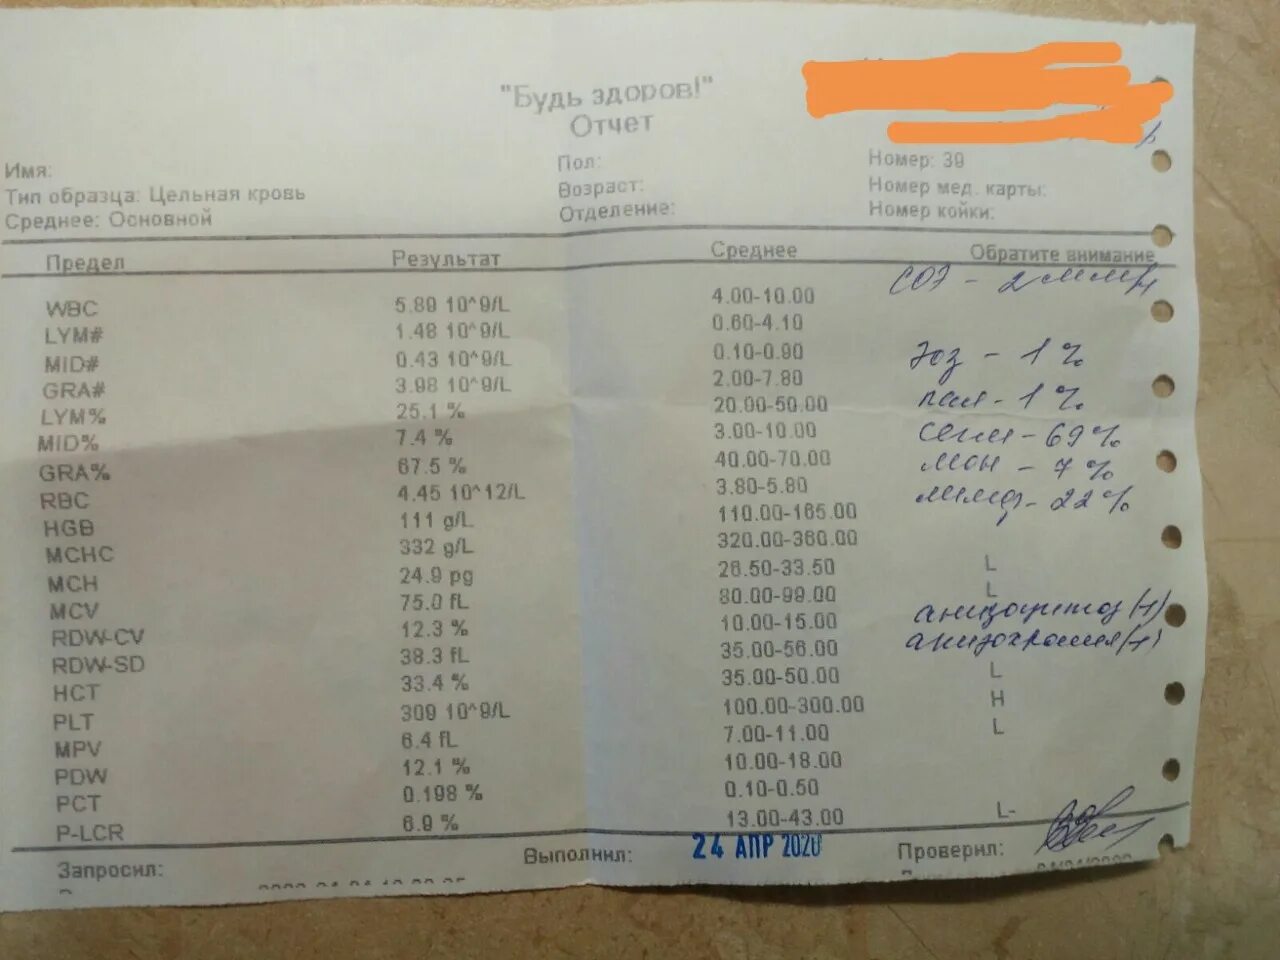 "Будь здоров!"
Отчет
Имя: Пол: Номер: 39
Тип образца: Цельная кровь Возраст: Номер мед. карты:
Среднее: Основной Отделение: Номер койки:
Предел Результат Среднее Обратите внимание
СОЭ - 2 мм/ч
WBC 5.89 10^9/L 4.00-10.00
LYM# 1.48 10^9/L 0.60-4.10
MID# 0.43 10^9/L 0.10-0.90 Эоз - 1%
GRA# 3.98 10^9/L 2.00-7.80
LYM% 25.1 % 20.00-50.00 пал - 1%
MID% 7.4 % 3.00-10.00 сегм - 69%
GRA% 67.5 % 40.00-70.00 мон - 7%
RBC 4.45 10^12/L 3.80-5.80 лимф - 22%
HGB 111 g/L 110.00-165.00
MCHC 332 g/L 320.00-360.00
MCH 24.9 pg 26.50-33.50 L
MCV 75.0 fL 80.00-99.00 L
RDW-CV 12.3 % 10.00-15.00 анизоцитоз (+)
RDW-SD 38.3 fL 35.00-56.00 анизохромия (+)
HCT 33.4 % 35.00-50.00 L
PLT 309 10^9/L 100.00-300.00 H
MPV 6.4 fL 7.00-11.00 L
PDW 12.1 % 10.00-18.00
PCT 0.198 % 0.10-0.50
P-LCR 6.9 % 13.00-43.00 L-
Запросил: Выполнил: 24 АПР 2020 Проверил: